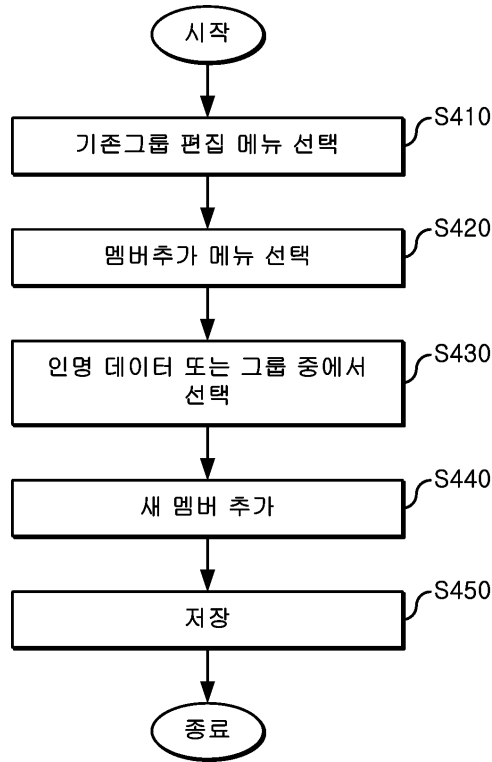 시작
S410
기존그룹 편집 메뉴 선택
S420
멤버추가 메뉴 선택
S430
인명 데이터 또는 그룹 중에서
선택
S440
새 멤버 추가
S450
저장
종료